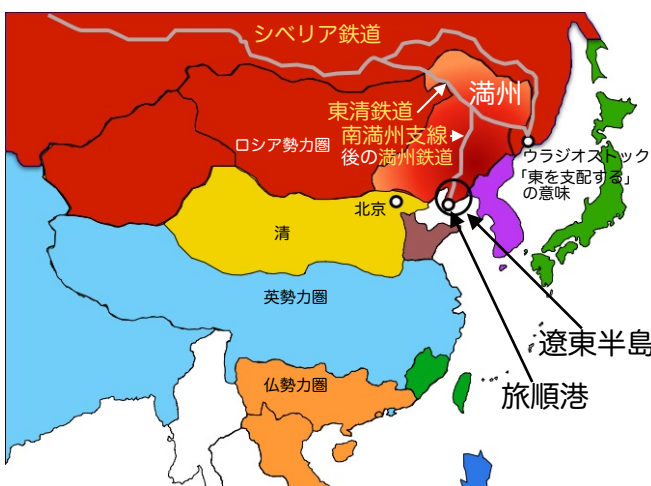 シベリア鉄道
満州
東清鉄道
南満州支線
後の満州鉄道
ロシア勢力圏
ウラジオストック
「東を支配する」
の意味
北京
清
英勢力圏
遼東半島
仏勢力圏
旅順港